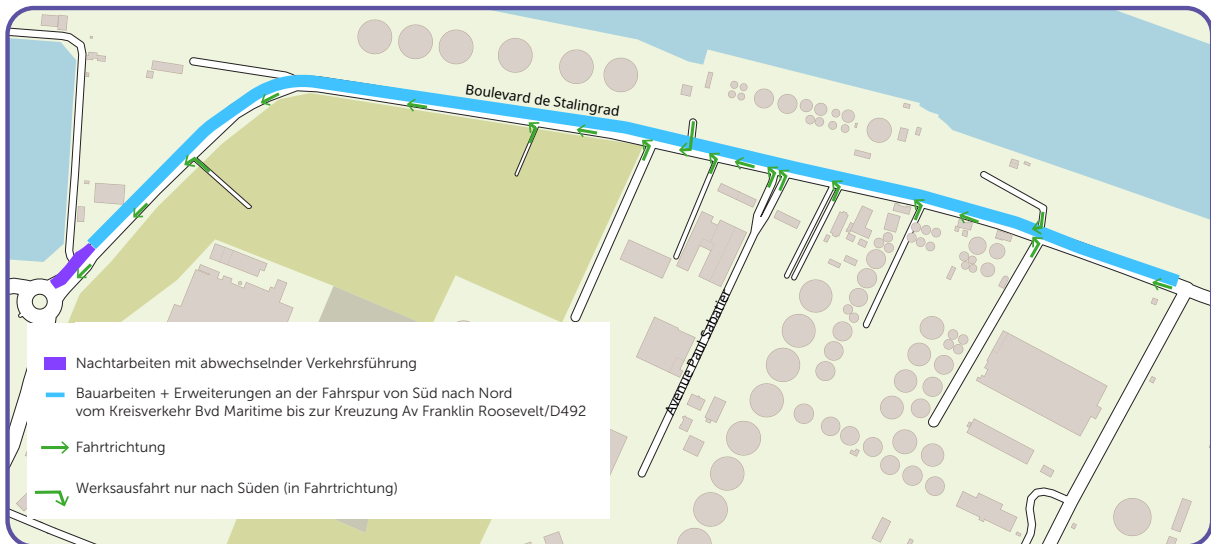 Boulevard de Stalingrad
Avenue Paul Sabatier
Nachtarbeiten mit abwechselnder Verkehrsführung
Bauarbeiten + Erweiterungen an der Fahrspur von Süd nach Nord
vom Kreisverkehr Bvd Maritime bis zur Kreuzung Av Franklin Roosevelt/D492
Fahrtrichtung
Werksausfahrt nur nach Süden (in Fahrtrichtung)